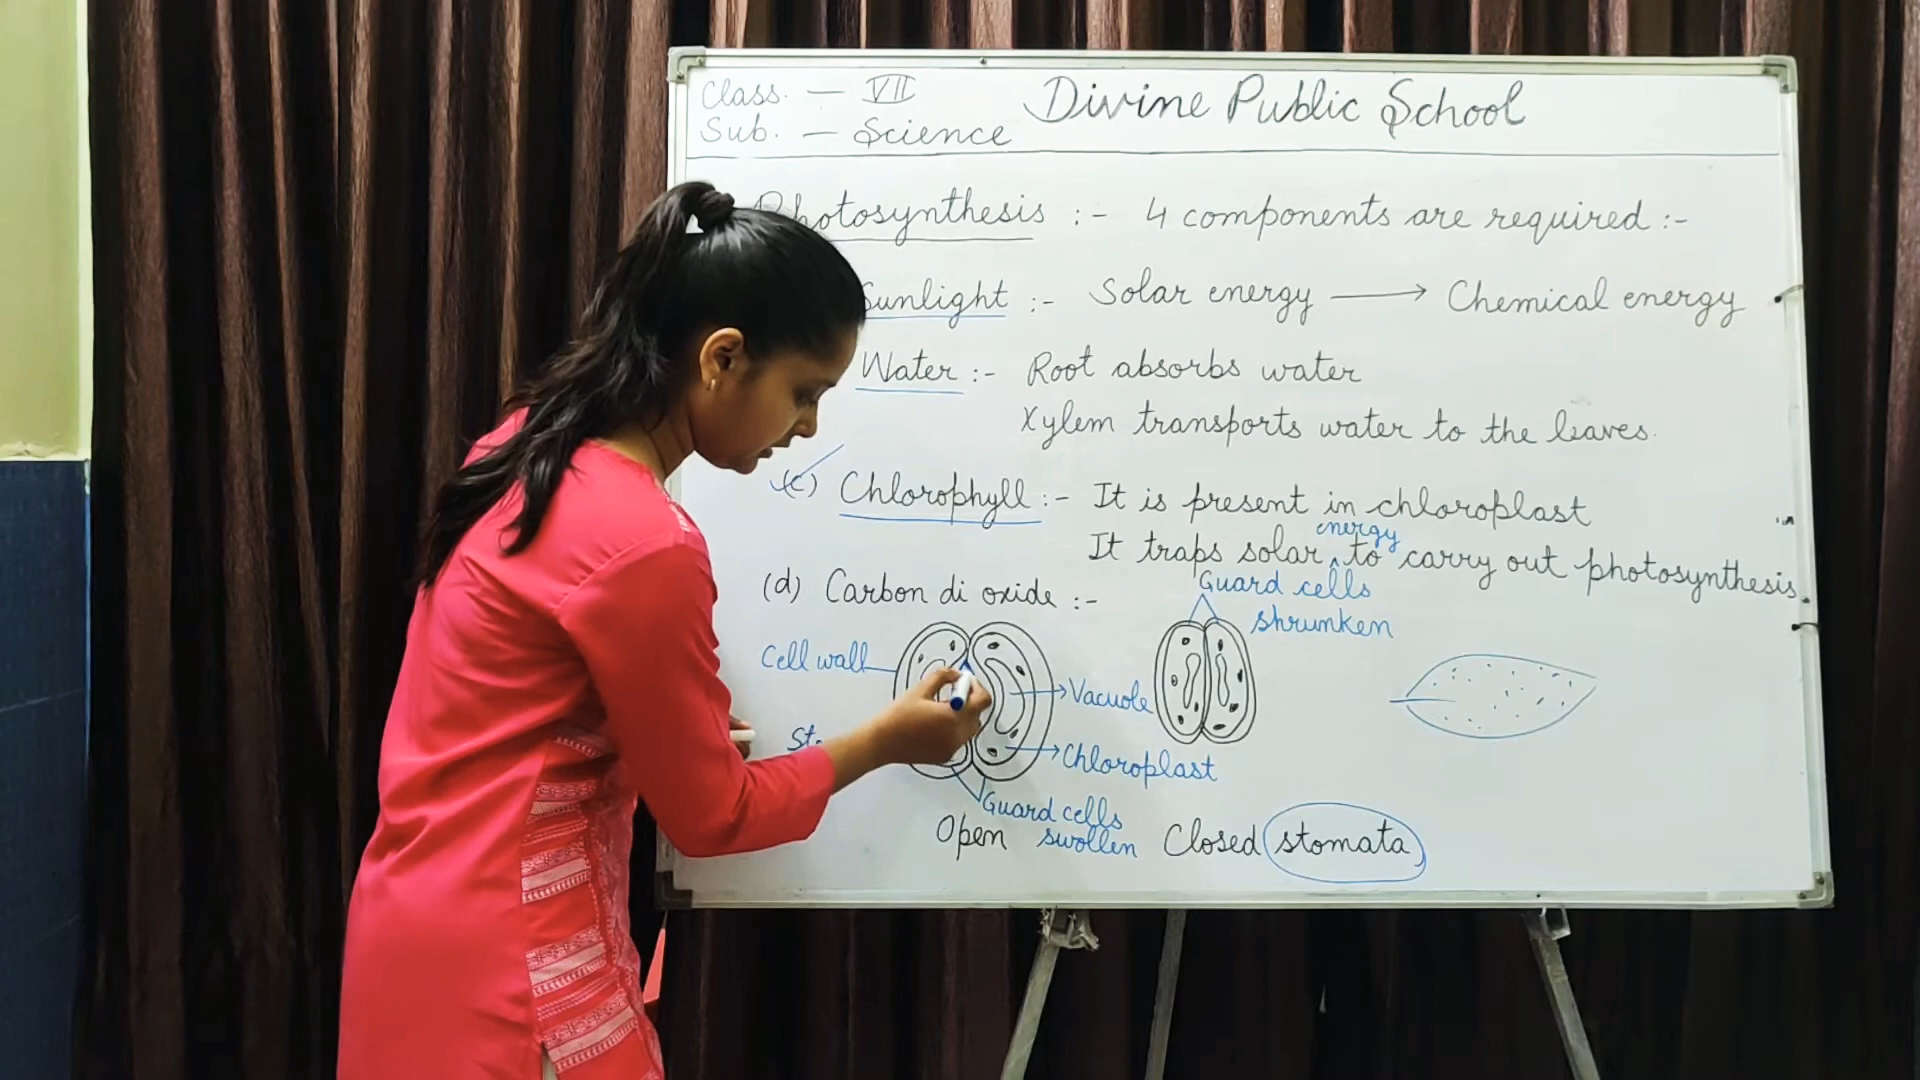 Class. — VII
Divine Public School
Sub. — Science
Photosynthesis :- 4 components are required :-
Sunlight :- Solar energy → Chemical energy
Water :- Root absorbs water
Xylem transports water to the leaves.
(c) Chlorophyll :- It is present in chloroplast
energy
It traps solar ^ to carry out photosynthesis
(d) Carbon di oxide :-
Guard cells
shrunken
Cell wall
Vacuole
Chloroplast
Guard cells
swollen
Open
Closed stomata